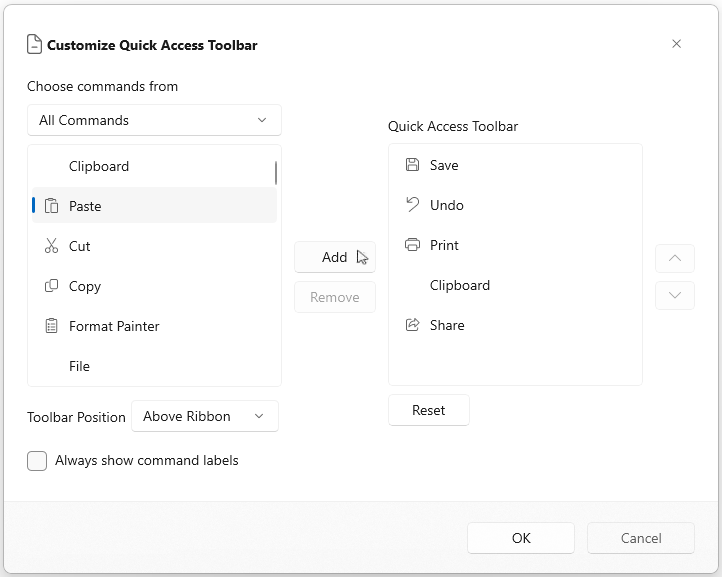 Customize Quick Access Toolbar
Choose commands from
All Commands
Clipboard
Paste
Cut
Copy
Format Painter
File
Add
Remove
Quick Access Toolbar
Save
Undo
Print
Clipboard
Share
Reset
Toolbar Position
Above Ribbon
Always show command labels
OK
Cancel